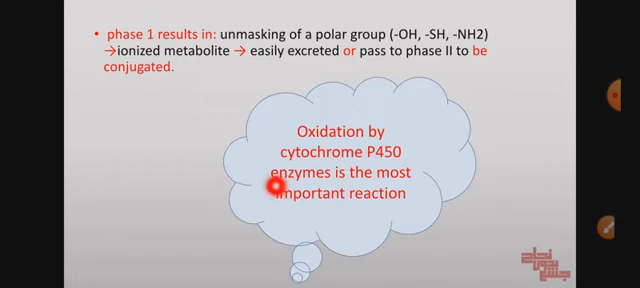 • phase 1 results in: unmasking of a polar group (-OH, -SH, -NH2)
→ionized metabolite → easily excreted or pass to phase II to be
conjugated.
Oxidation by
cytochrome P450
enzymes is the most
important reaction